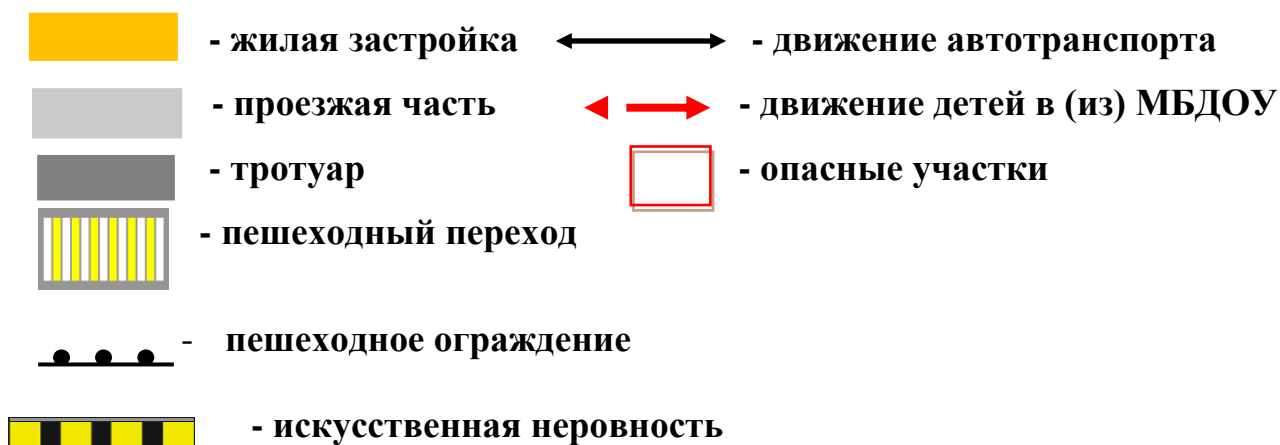 - жилая застройка - движение автотранспорта
- проезжая часть - движение детей в (из) МБДОУ
- тротуар - опасные участки
- пешеходный переход
- пешеходное ограждение
- искусственная неровность